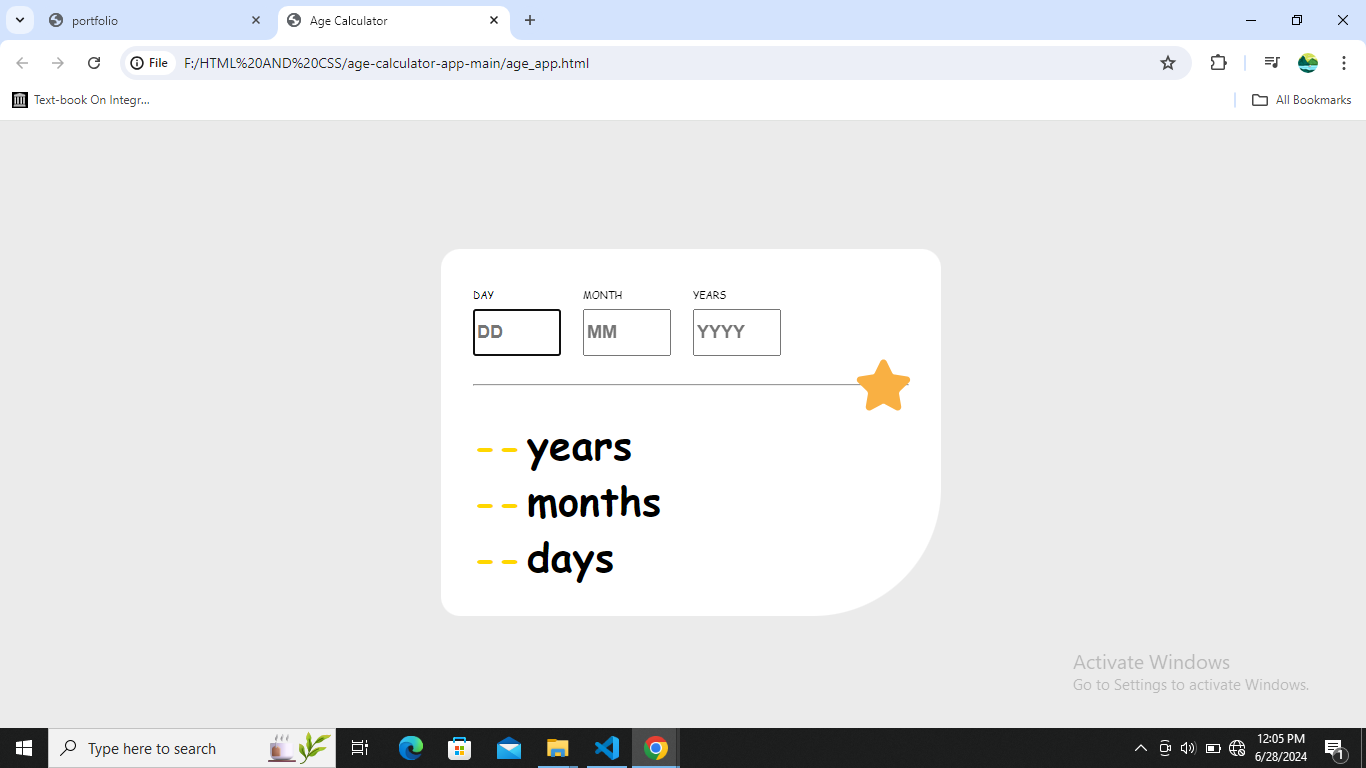 portfolio
Age Calculator
File
F:/HTML%20AND%20CSS/age-calculator-app-main/age_app.html
Text-book On Integr...
All Bookmarks
DAY MONTH YEARS
DD MM YYYY
-- years
-- months
-- days
Activate Windows
Go to Settings to activate Windows.
Type here to search
12:05 PM
6/28/2024
1